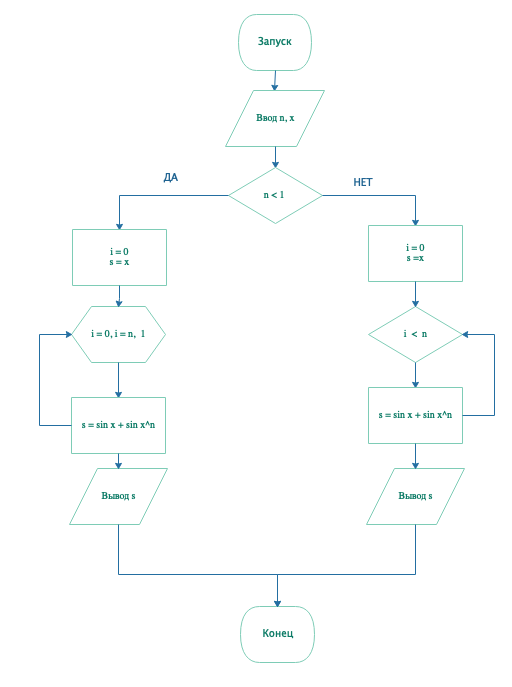 Запуск
Ввод n, x
n < 1
ДА
НЕТ
i = 0
s = x
i = 0, i = n, 1
s = sin x + sin x^n
Вывод s
i = 0
s =x
i < n
s = sin x + sin x^n
Вывод s
Конец